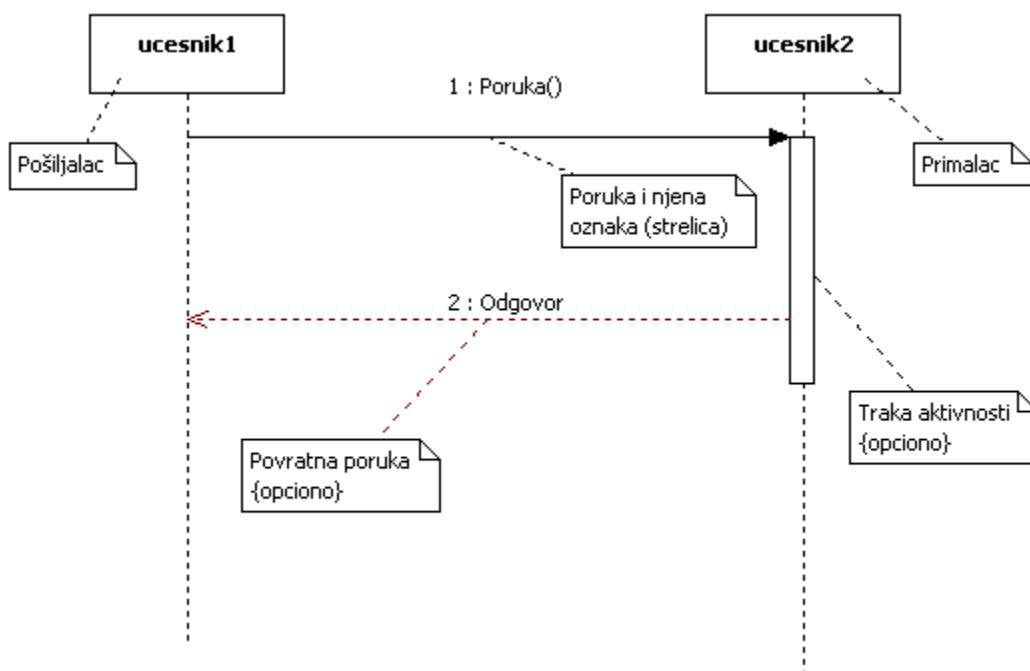 ucesnik1
ucesnik2
1 : Poruka()
Pošiljalac
Primalac
Poruka i njena
oznaka (strelica)
2 : Odgovor
Traka aktivnosti
{opciono}
Povratna poruka
{opciono}